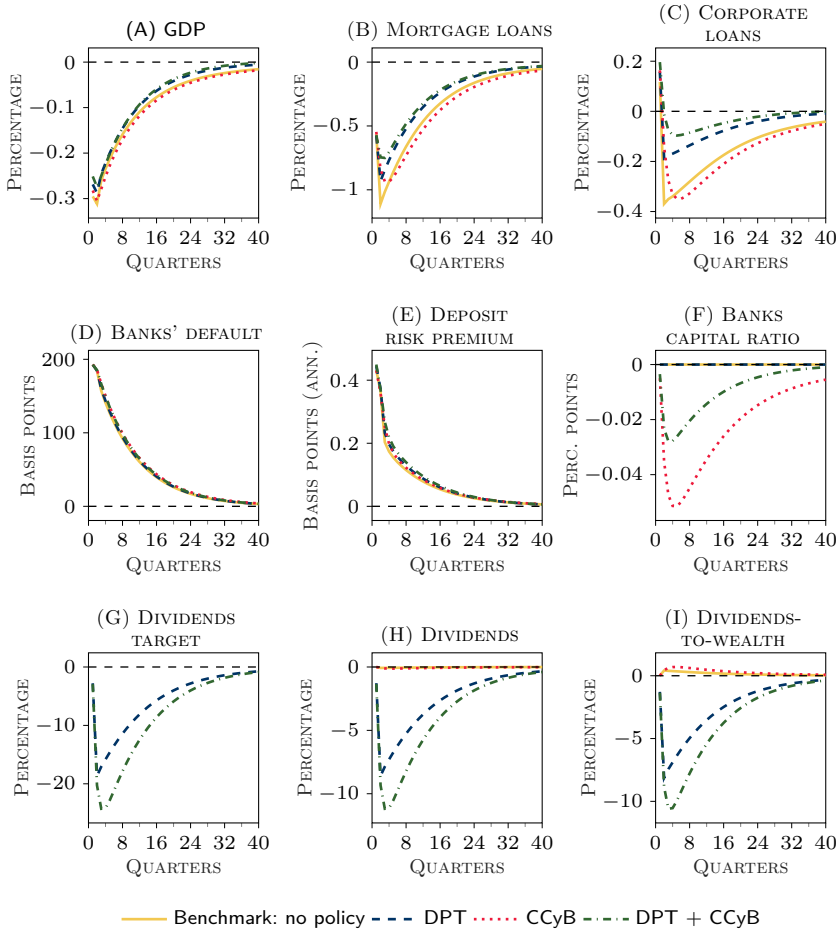 (A) GDP
PERCENTAGE
0
−0.1
−0.2
−0.3
0 8 16 24 32 40
QUARTERS
(B) MORTGAGE LOANS
PERCENTAGE
0
−0.5
−1
0 8 16 24 32 40
QUARTERS
(C) CORPORATE
LOANS
PERCENTAGE
0.2
0
−0.2
−0.4
0 8 16 24 32 40
QUARTERS
(D) BANKS' DEFAULT
BASIS POINTS
200
100
0
0 8 16 24 32 40
QUARTERS
(E) DEPOSIT
RISK PREMIUM
BASIS POINTS (ANN.)
0.4
0.2
0
0 8 16 24 32 40
QUARTERS
(F) BANKS
CAPITAL RATIO
PERC. POINTS
0
−0.02
−0.04
0 8 16 24 32 40
QUARTERS
(G) DIVIDENDS
TARGET
PERCENTAGE
0
−10
−20
0 8 16 24 32 40
QUARTERS
(H) DIVIDENDS
PERCENTAGE
0
−5
−10
0 8 16 24 32 40
QUARTERS
(I) DIVIDENDS-
TO-WEALTH
PERCENTAGE
0
−5
−10
0 8 16 24 32 40
QUARTERS
Benchmark: no policy DPT CCyB DPT + CCyB